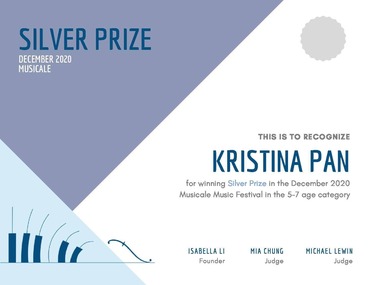 SILVER PRIZE
DECEMBER 2020
MUSICALE
THIS IS TO RECOGNIZE
KRISTINA PAN
for winning Silver Prize in the December 2020
Musicale Music Festival in the 5-7 age category
ISABELLA LI MIA CHUNG MICHAEL LEWIN
Founder Judge Judge